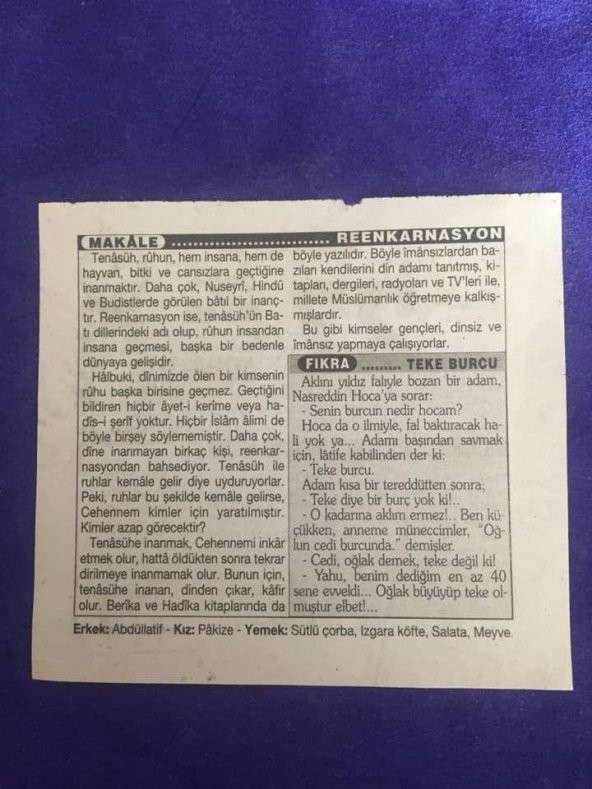 MAKÂLE ............................. REENKARNASYON
Tenâsüh, rûhun, hem insana, hem de
hayvan, bitki ve cansızlara geçtiğine
inanmaktır. Daha çok, Nuseyrî, Hindû
ve Budistlerde görülen bâtıl bir inanç-
tır. Reenkarnasyon ise, tenâsüh'ün Ba-
tı dillerindeki adı olup, rûhun insandan
insana geçmesi, başka bir bedenle
dünyaya gelişidir.
Hâlbuki, dînimizde ölen bir kimsenin
rûhu başka birisine geçmez. Geçtiğini
bildiren hiçbir âyet-i kerîme veya ha-
dîs-i şerîf yoktur. Hiçbir İslâm âlimi de
böyle birşey söylememiştir. Daha çok,
dîne inanmayan birkaç kişi, reenkar-
nasyondan bahsediyor. Tenâsüh ile
ruhlar kemâle gelir diye uyduruyorlar.
Peki, ruhlar bu şekilde kemâle gelirse,
Cehennem kimler için yaratılmıştır.
Kimler azap görecektir?
Tenâsühe inanmak, Cehennemi inkâr
etmek olur, hattâ öldükten sonra tekrar
dirilmeye inanmamak olur. Bunun için,
tenâsühe inanan, dinden çıkar, kâfir
olur. Berîka ve Hadîka kitaplarında da
böyle yazılıdır. Böyle îmânsızlardan ba-
zıları kendilerini din adamı tanıtmış, ki-
tapları, dergileri, radyoları ve TV'leri ile,
millete Müslümanlık öğretmeye kalkış-
mışlardır.
Bu gibi kimseler gençleri, dinsiz ve
îmânsız yapmaya çalışıyorlar.
FIKRA ......... TEKE BURCU
Aklını yıldız falıyle bozan bir adam,
Nasreddin Hoca'ya sorar:
- Senin burcun nedir hocam?
Hoca da o ilmiyle, fal baktıracak ha-
li yok ya... Adamı başından savmak
için, lâtife kabilinden der ki:
- Teke burcu.
Adam kısa bir tereddütten sonra;
- Teke diye bir burç yok ki!..
- O kadarına aklım ermez!.. Ben kü-
çükken, anneme müneccimler, "Oğ-
lun cedi burcunda." demişler.
- Cedi, oğlak demek, teke değil ki!
- Yahu, benim dediğim en az 40
sene evveldi... Oğlak büyüyüp teke ol-
muştur elbet!...
Erkek: Abdüllatif - Kız: Pâkize - Yemek: Sütlü çorba, Izgara köfte, Salata, Meyve.